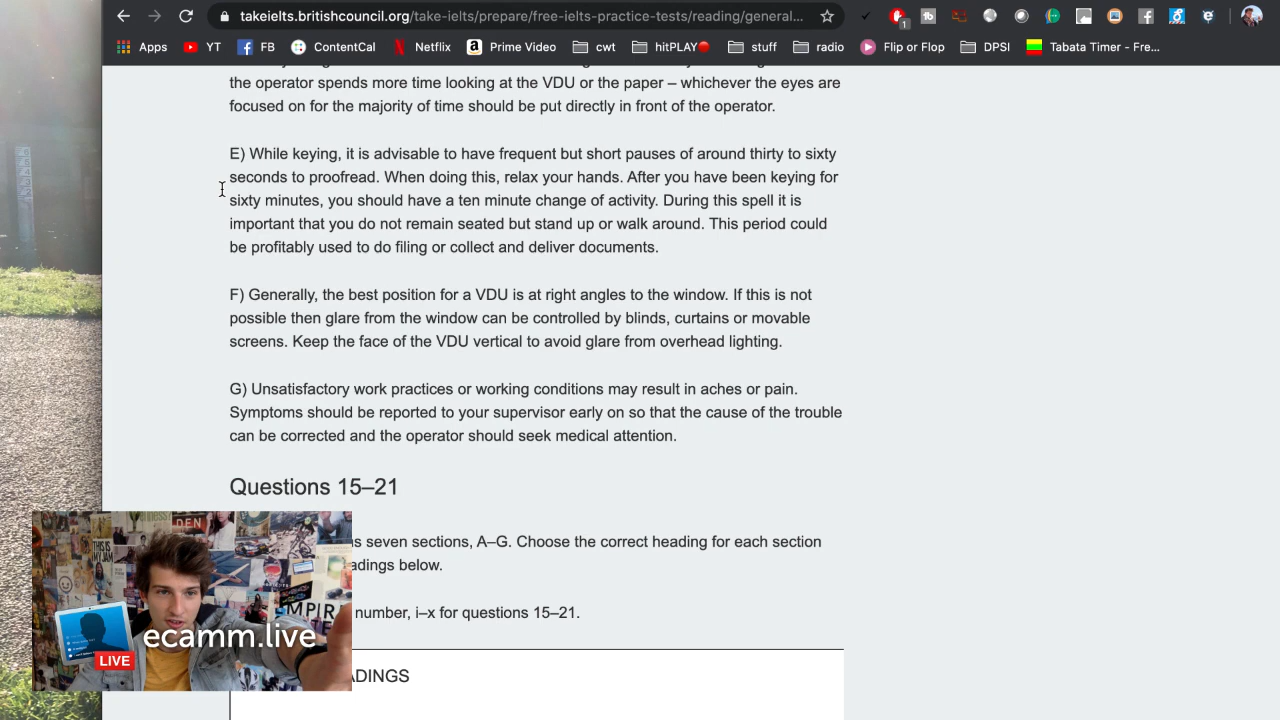 takeielts.britishcouncil.org/take-ielts/prepare/free-ielts-practice-tests/reading/general...
1
Apps YT FB ContentCal Netflix Prime Video cwt hitPLAY🔴 stuff radio Flip or Flop DPSI Tabata Timer - Fre...
the operator spends more time looking at the VDU or the paper – whichever the eyes are
focused on for the majority of time should be put directly in front of the operator.
E) While keying, it is advisable to have frequent but short pauses of around thirty to sixty
seconds to proofread. When doing this, relax your hands. After you have been keying for
sixty minutes, you should have a ten minute change of activity. During this spell it is
important that you do not remain seated but stand up or walk around. This period could
be profitably used to do filing or collect and deliver documents.
F) Generally, the best position for a VDU is at right angles to the window. If this is not
possible then glare from the window can be controlled by blinds, curtains or movable
screens. Keep the face of the VDU vertical to avoid glare from overhead lighting.
G) Unsatisfactory work practices or working conditions may result in aches or pain.
Symptoms should be reported to your supervisor early on so that the cause of the trouble
can be corrected and the operator should seek medical attention.
Questions 15–21
s seven sections, A–G. Choose the correct heading for each section
adings below.
number, i–x for questions 15–21.
ADINGS
DEN
THIS IS
MY JAM
MPIR
ecamm.live
LIVE